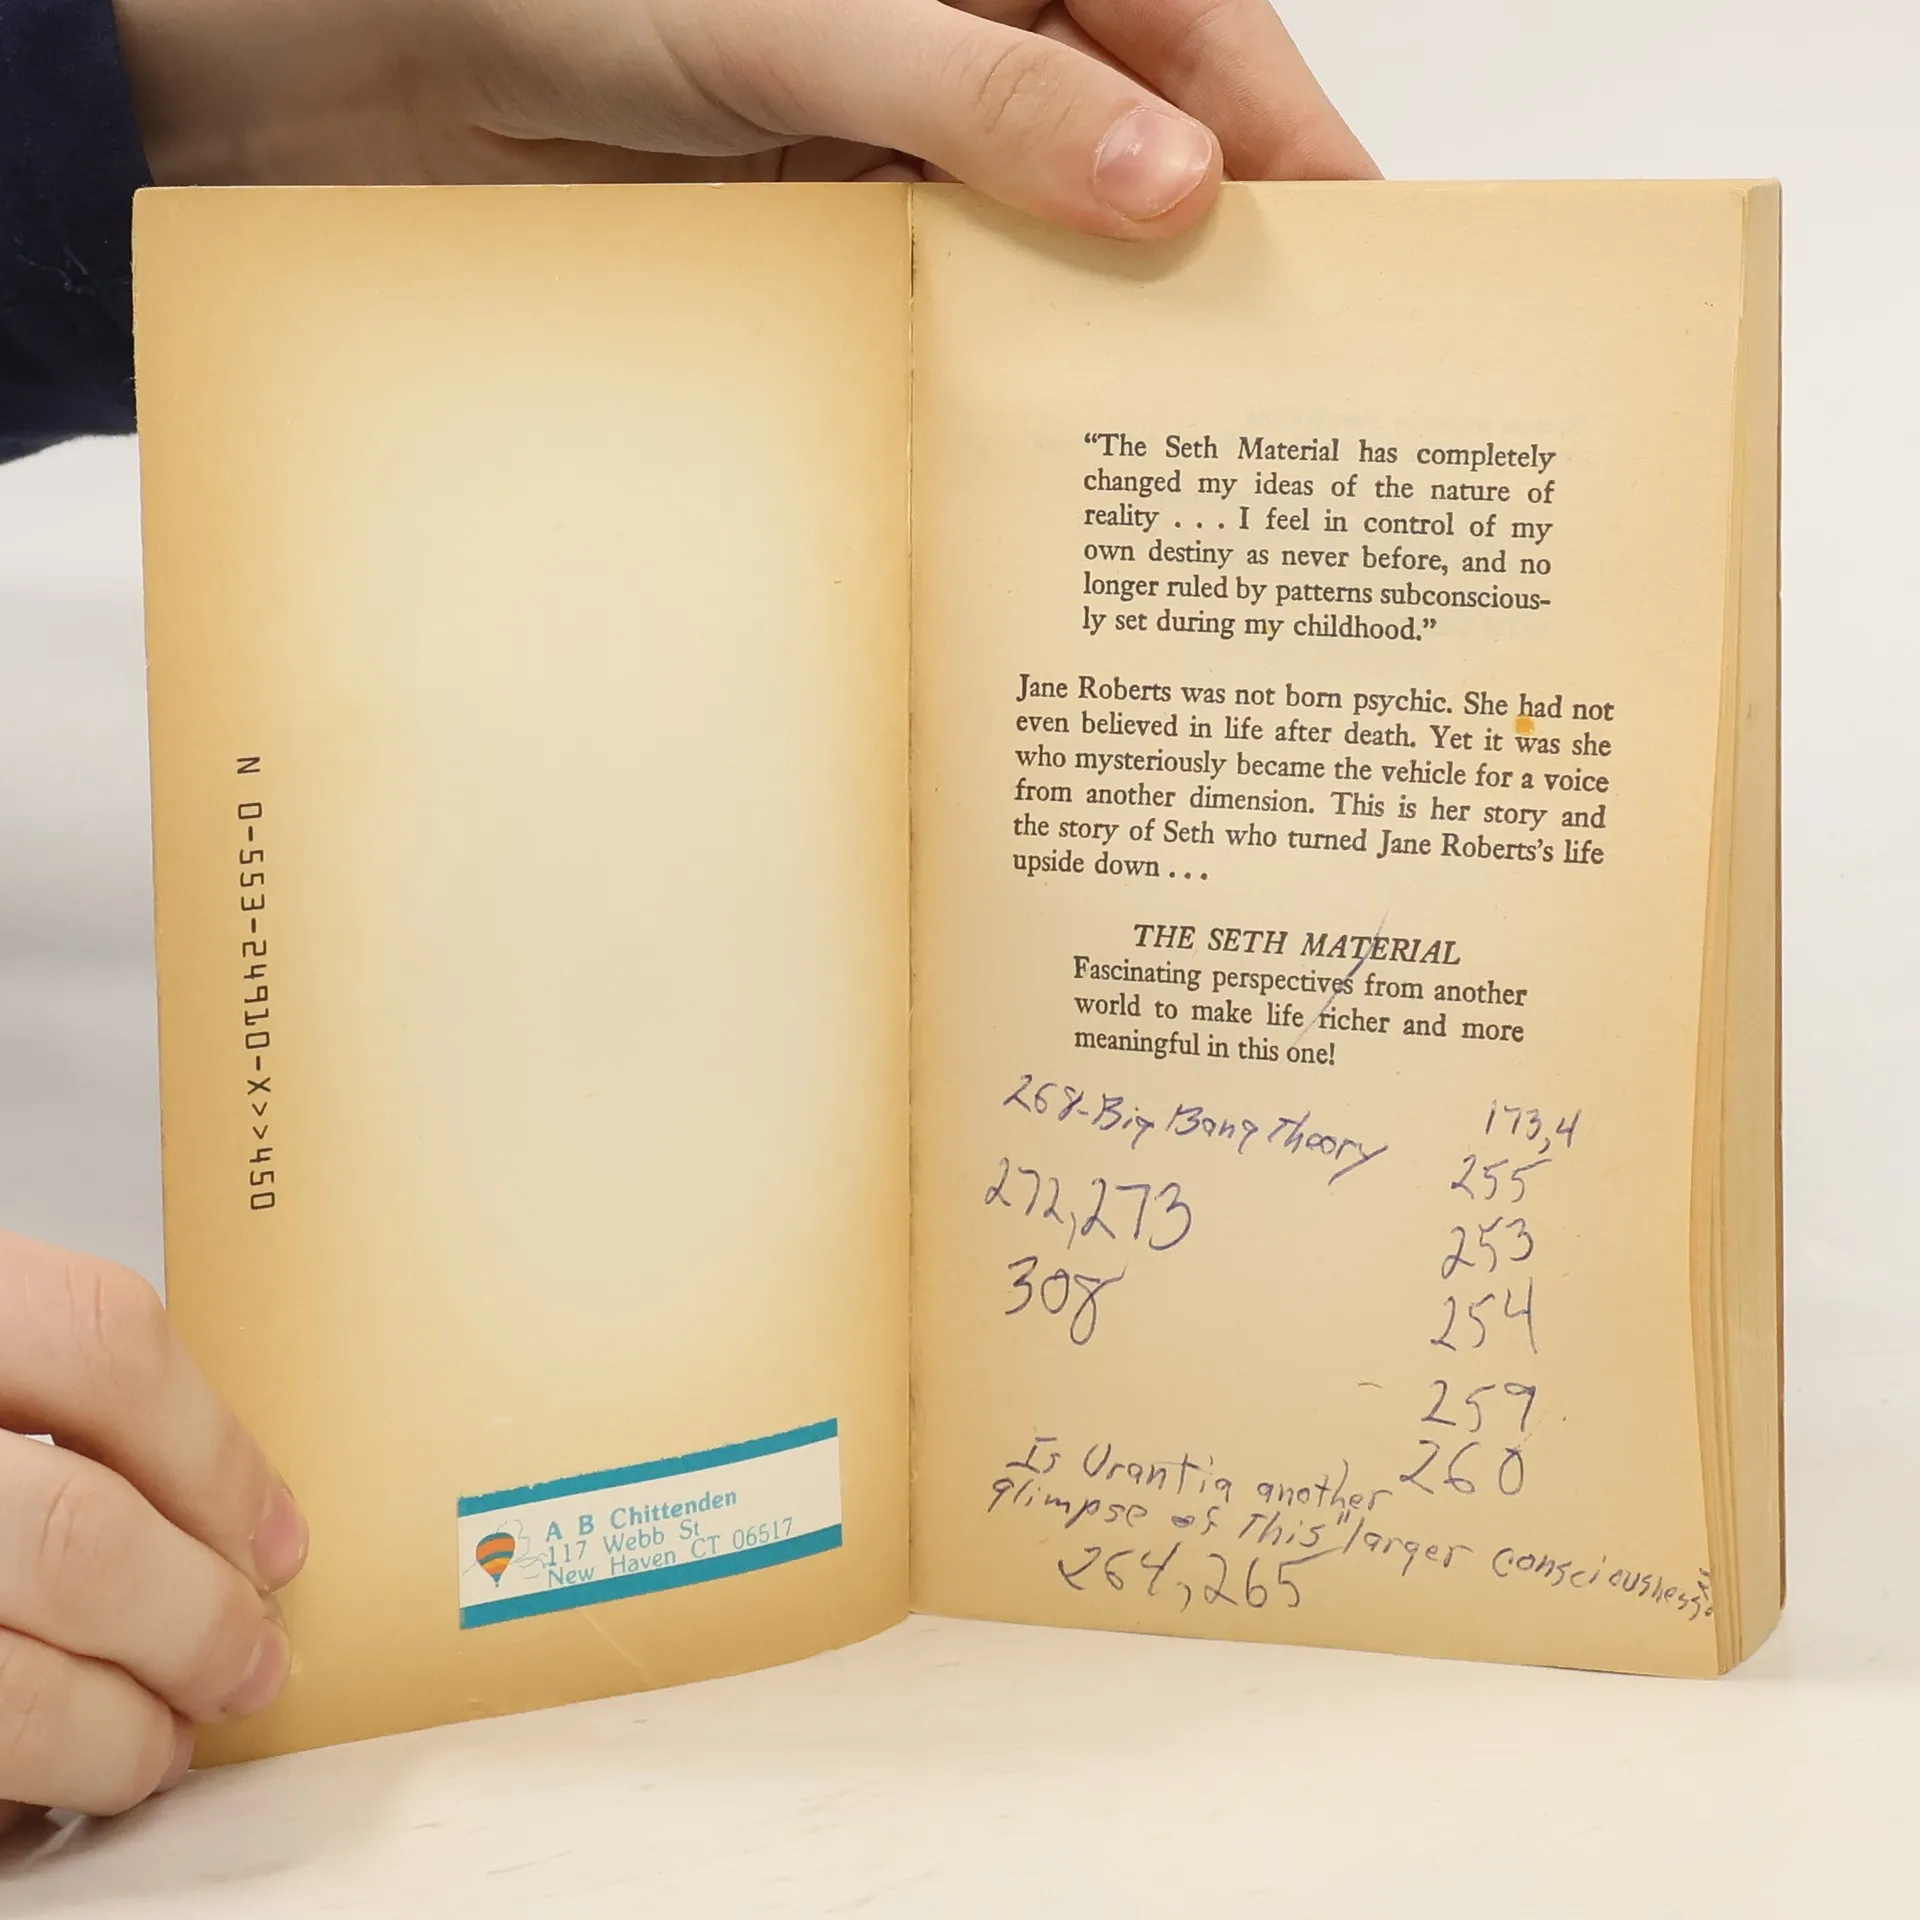 N 0-553-24910-X>>450
A B Chittenden
117 Webb St
New Haven CT 06517
“The Seth Material has completely
changed my ideas of the nature of
reality . . . I feel in control of my
own destiny as never before, and no
longer ruled by patterns subconscious-
ly set during my childhood.”
Jane Roberts was not born psychic. She had not
even believed in life after death. Yet it was she
who mysteriously became the vehicle for a voice
from another dimension. This is her story and
the story of Seth who turned Jane Roberts’s life
upside down . . .
THE SETH MATERIAL
Fascinating perspectives from another
world to make life richer and more
meaningful in this one!
268-Big Bang Theory
272,273
308
173,4
255
253
254
259
260
Is Urantia another
glimpse of This "larger consciousness"?
264,265